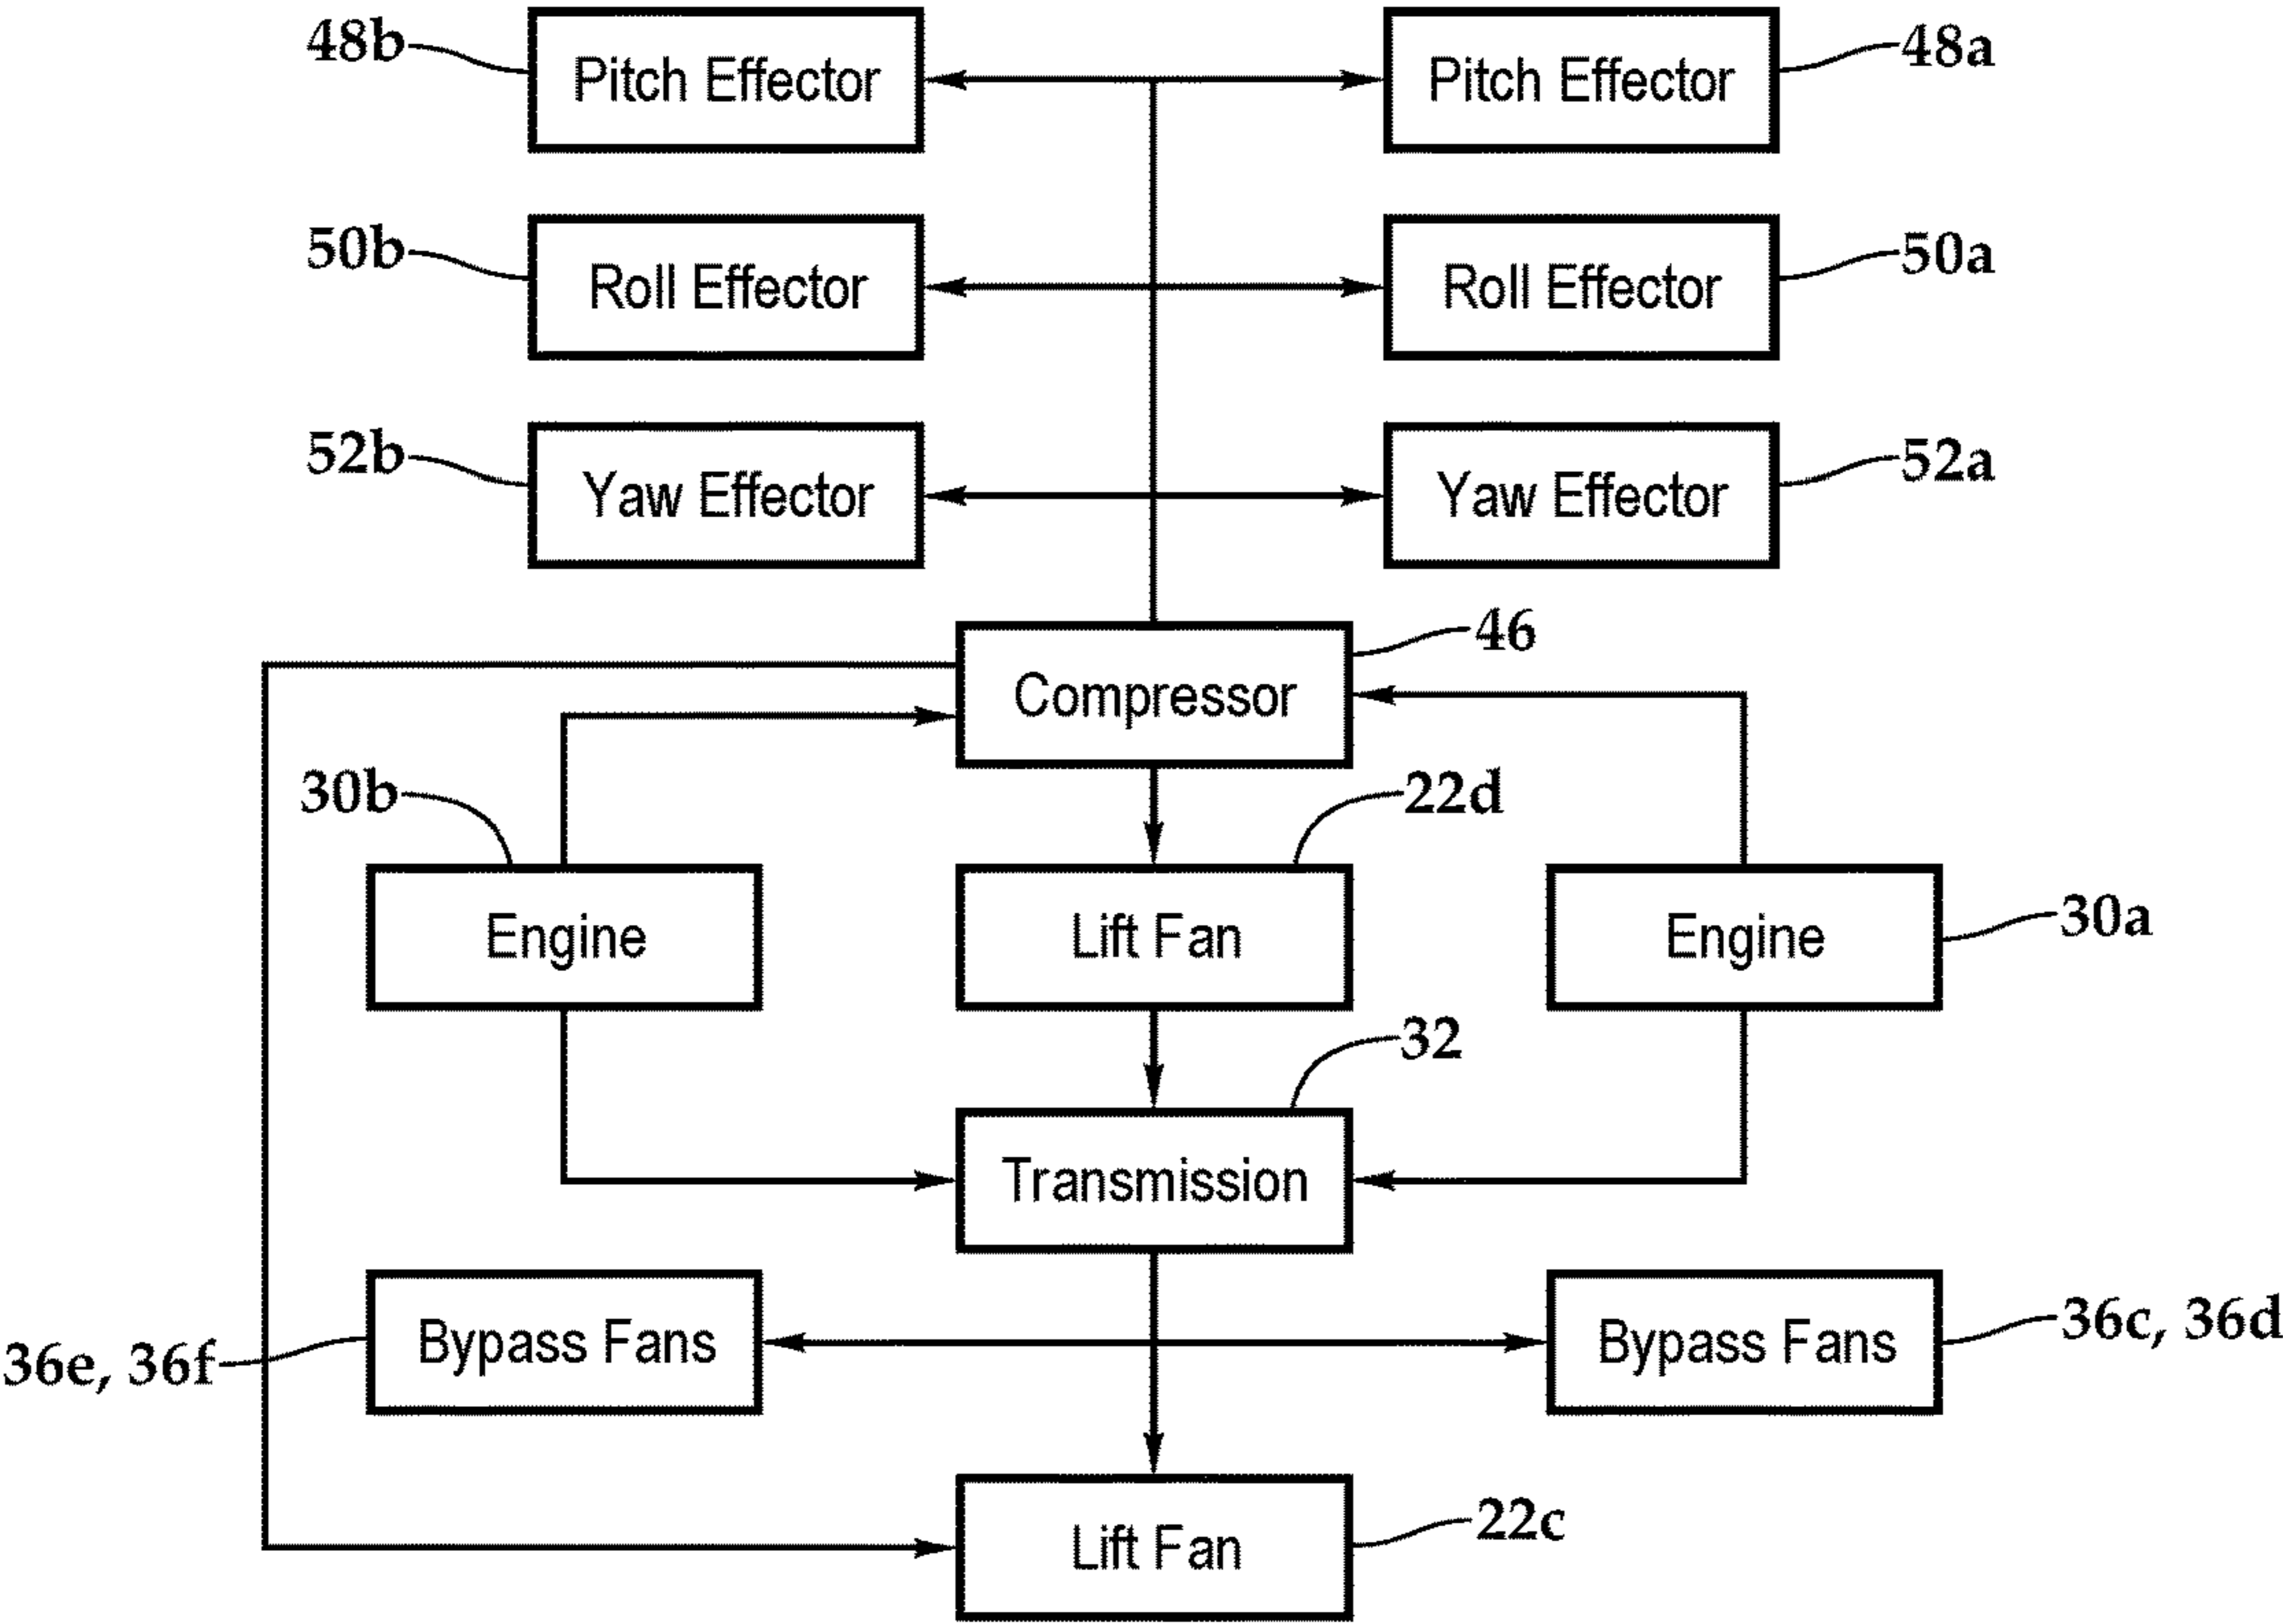 48b Pitch Effector Pitch Effector 48a
50b Roll Effector Roll Effector 50a
52b Yaw Effector Yaw Effector 52a
46
Compressor
30b 22d
Engine Lift Fan Engine 30a
32
Transmission
36e, 36f Bypass Fans Bypass Fans 36c, 36d
Lift Fan 22c